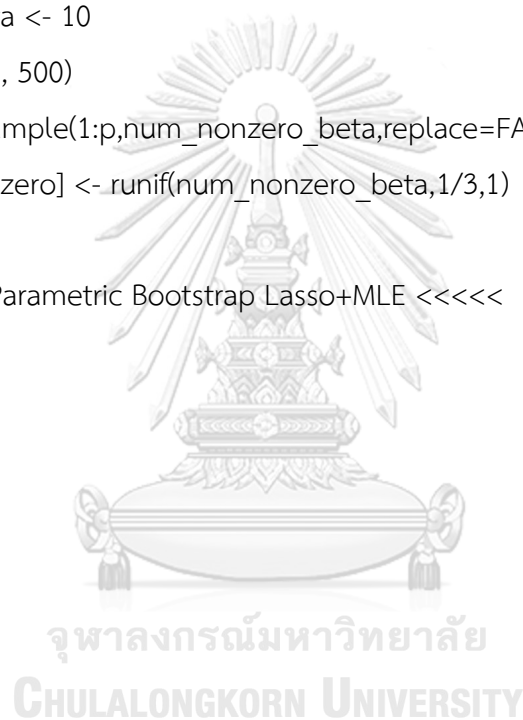 a <- 10
, 500)
mple(1:p,num_nonzero_beta,replace=FA
zero] <- runif(num_nonzero_beta,1/3,1)
Parametric Bootstrap Lasso+MLE <<<<<
จุฬาลงกรณ์มหาวิทยาลัย
CHULALONGKORN UNIVERSITY